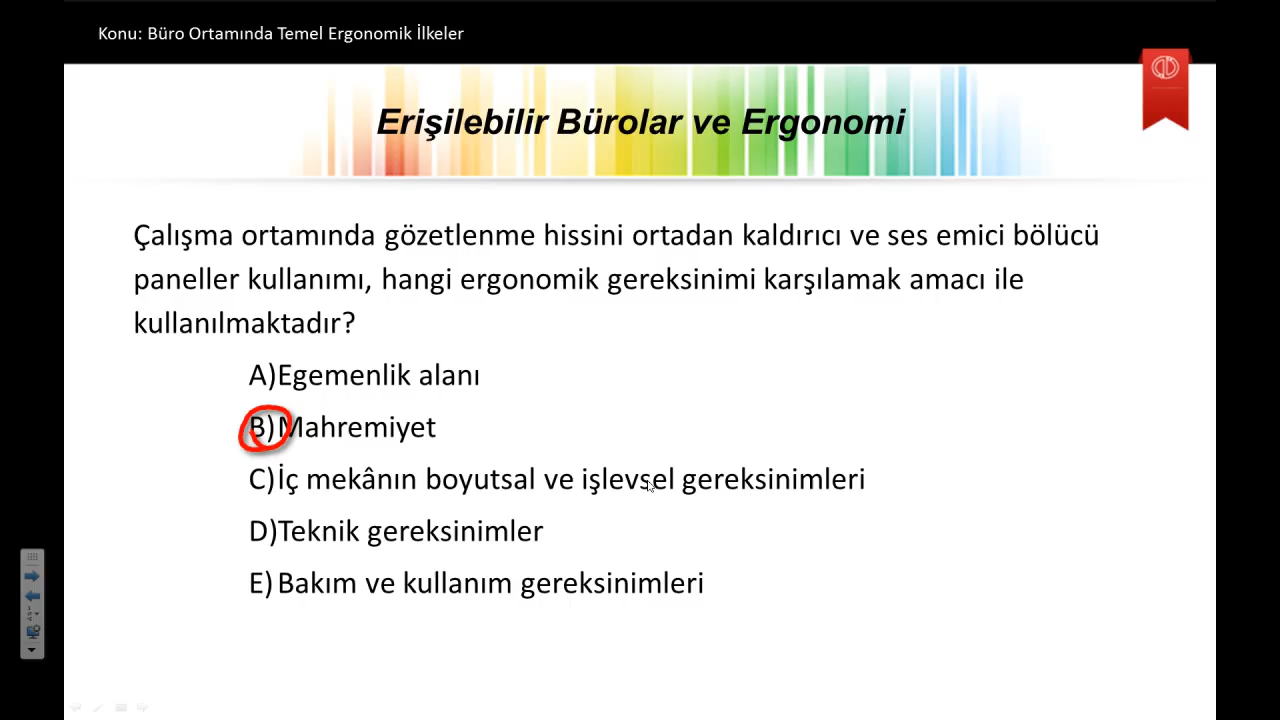 Konu: Büro Ortamında Temel Ergonomik İlkeler
Erişilebilir Bürolar ve Ergonomi
Çalışma ortamında gözetlenme hissini ortadan kaldırıcı ve ses emici bölücü
paneller kullanımı, hangi ergonomik gereksinimi karşılamak amacı ile
kullanılmaktadır?
A)Egemenlik alanı
B)Mahremiyet
C)İç mekânın boyutsal ve işlevsel gereksinimleri
D)Teknik gereksinimler
E)Bakım ve kullanım gereksinimleri